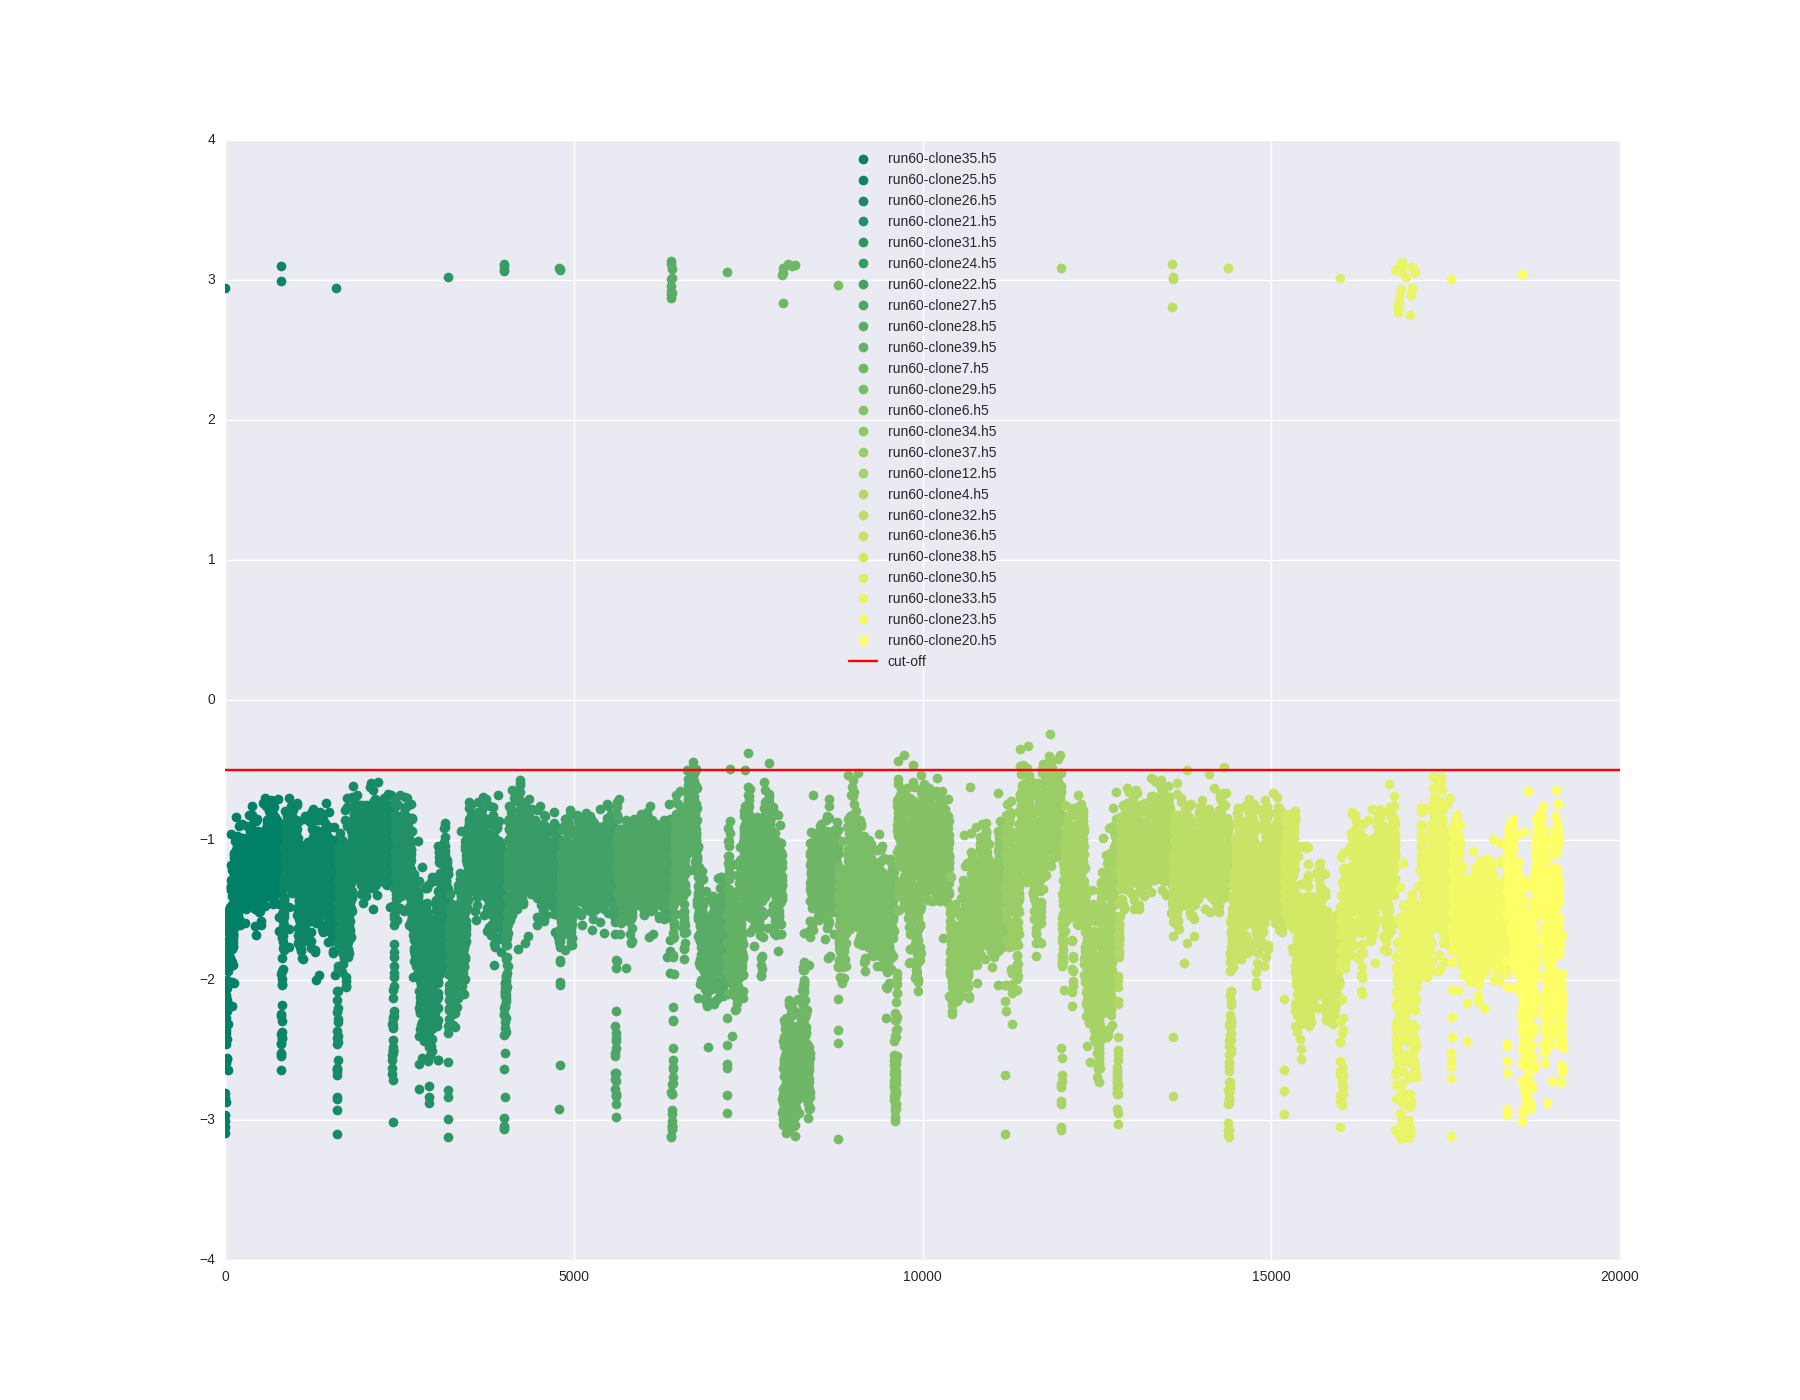 4
3
2
1
0
−1
−2
−3
−4
0
5000
10000
15000
20000
run60-clone35.h5
run60-clone25.h5
run60-clone26.h5
run60-clone21.h5
run60-clone31.h5
run60-clone24.h5
run60-clone22.h5
run60-clone27.h5
run60-clone28.h5
run60-clone39.h5
run60-clone7.h5
run60-clone29.h5
run60-clone6.h5
run60-clone34.h5
run60-clone37.h5
run60-clone12.h5
run60-clone4.h5
run60-clone32.h5
run60-clone36.h5
run60-clone38.h5
run60-clone30.h5
run60-clone33.h5
run60-clone23.h5
run60-clone20.h5
cut-off